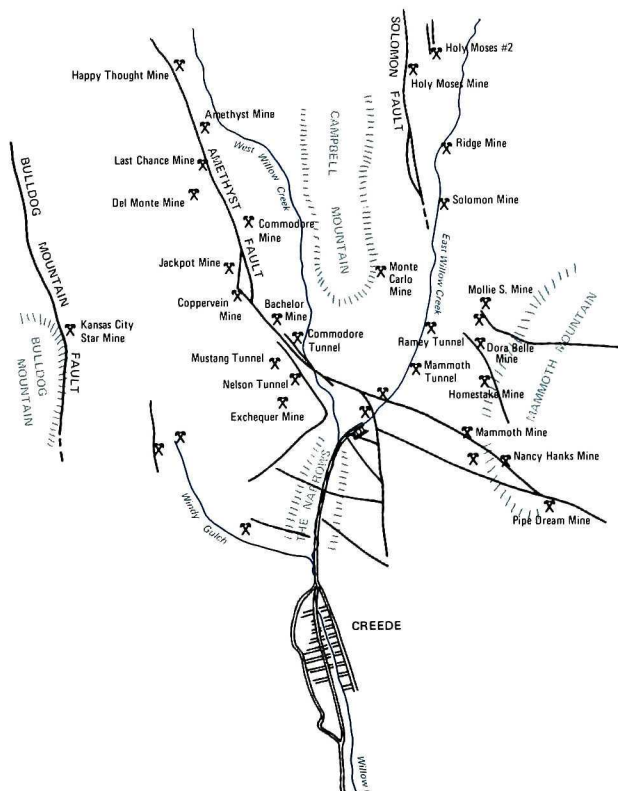 SOLOMON FAULT
Holy Moses #2
Happy Thought Mine
Holy Moses Mine
Amethyst Mine
West Willow Creek
CAMPBELL MOUNTAIN
Ridge Mine
Last Chance Mine
AMETHYST FAULT
Del Monte Mine
Solomon Mine
BULLDOG MOUNTAIN FAULT
Commodore
Mine
East Willow Creek
Jackpot Mine
Monte
Carlo
Mine
Mollie S. Mine
Coppervein
Mine
Bachelor
Mine
MAMMOTH MOUNTAIN
Kansas City
Star Mine
BULLDOG MOUNTAIN
Commodore
Tunnel
Ramey Tunnel
Dora Belle
Mine
Mustang Tunnel
Mammoth
Tunnel
Nelson Tunnel
Homestake Mine
Exchequer Mine
Mammoth Mine
Nancy Hanks Mine
THE NARROWS
Windy Gulch
Pipe Dream Mine
CREEDE
Willow